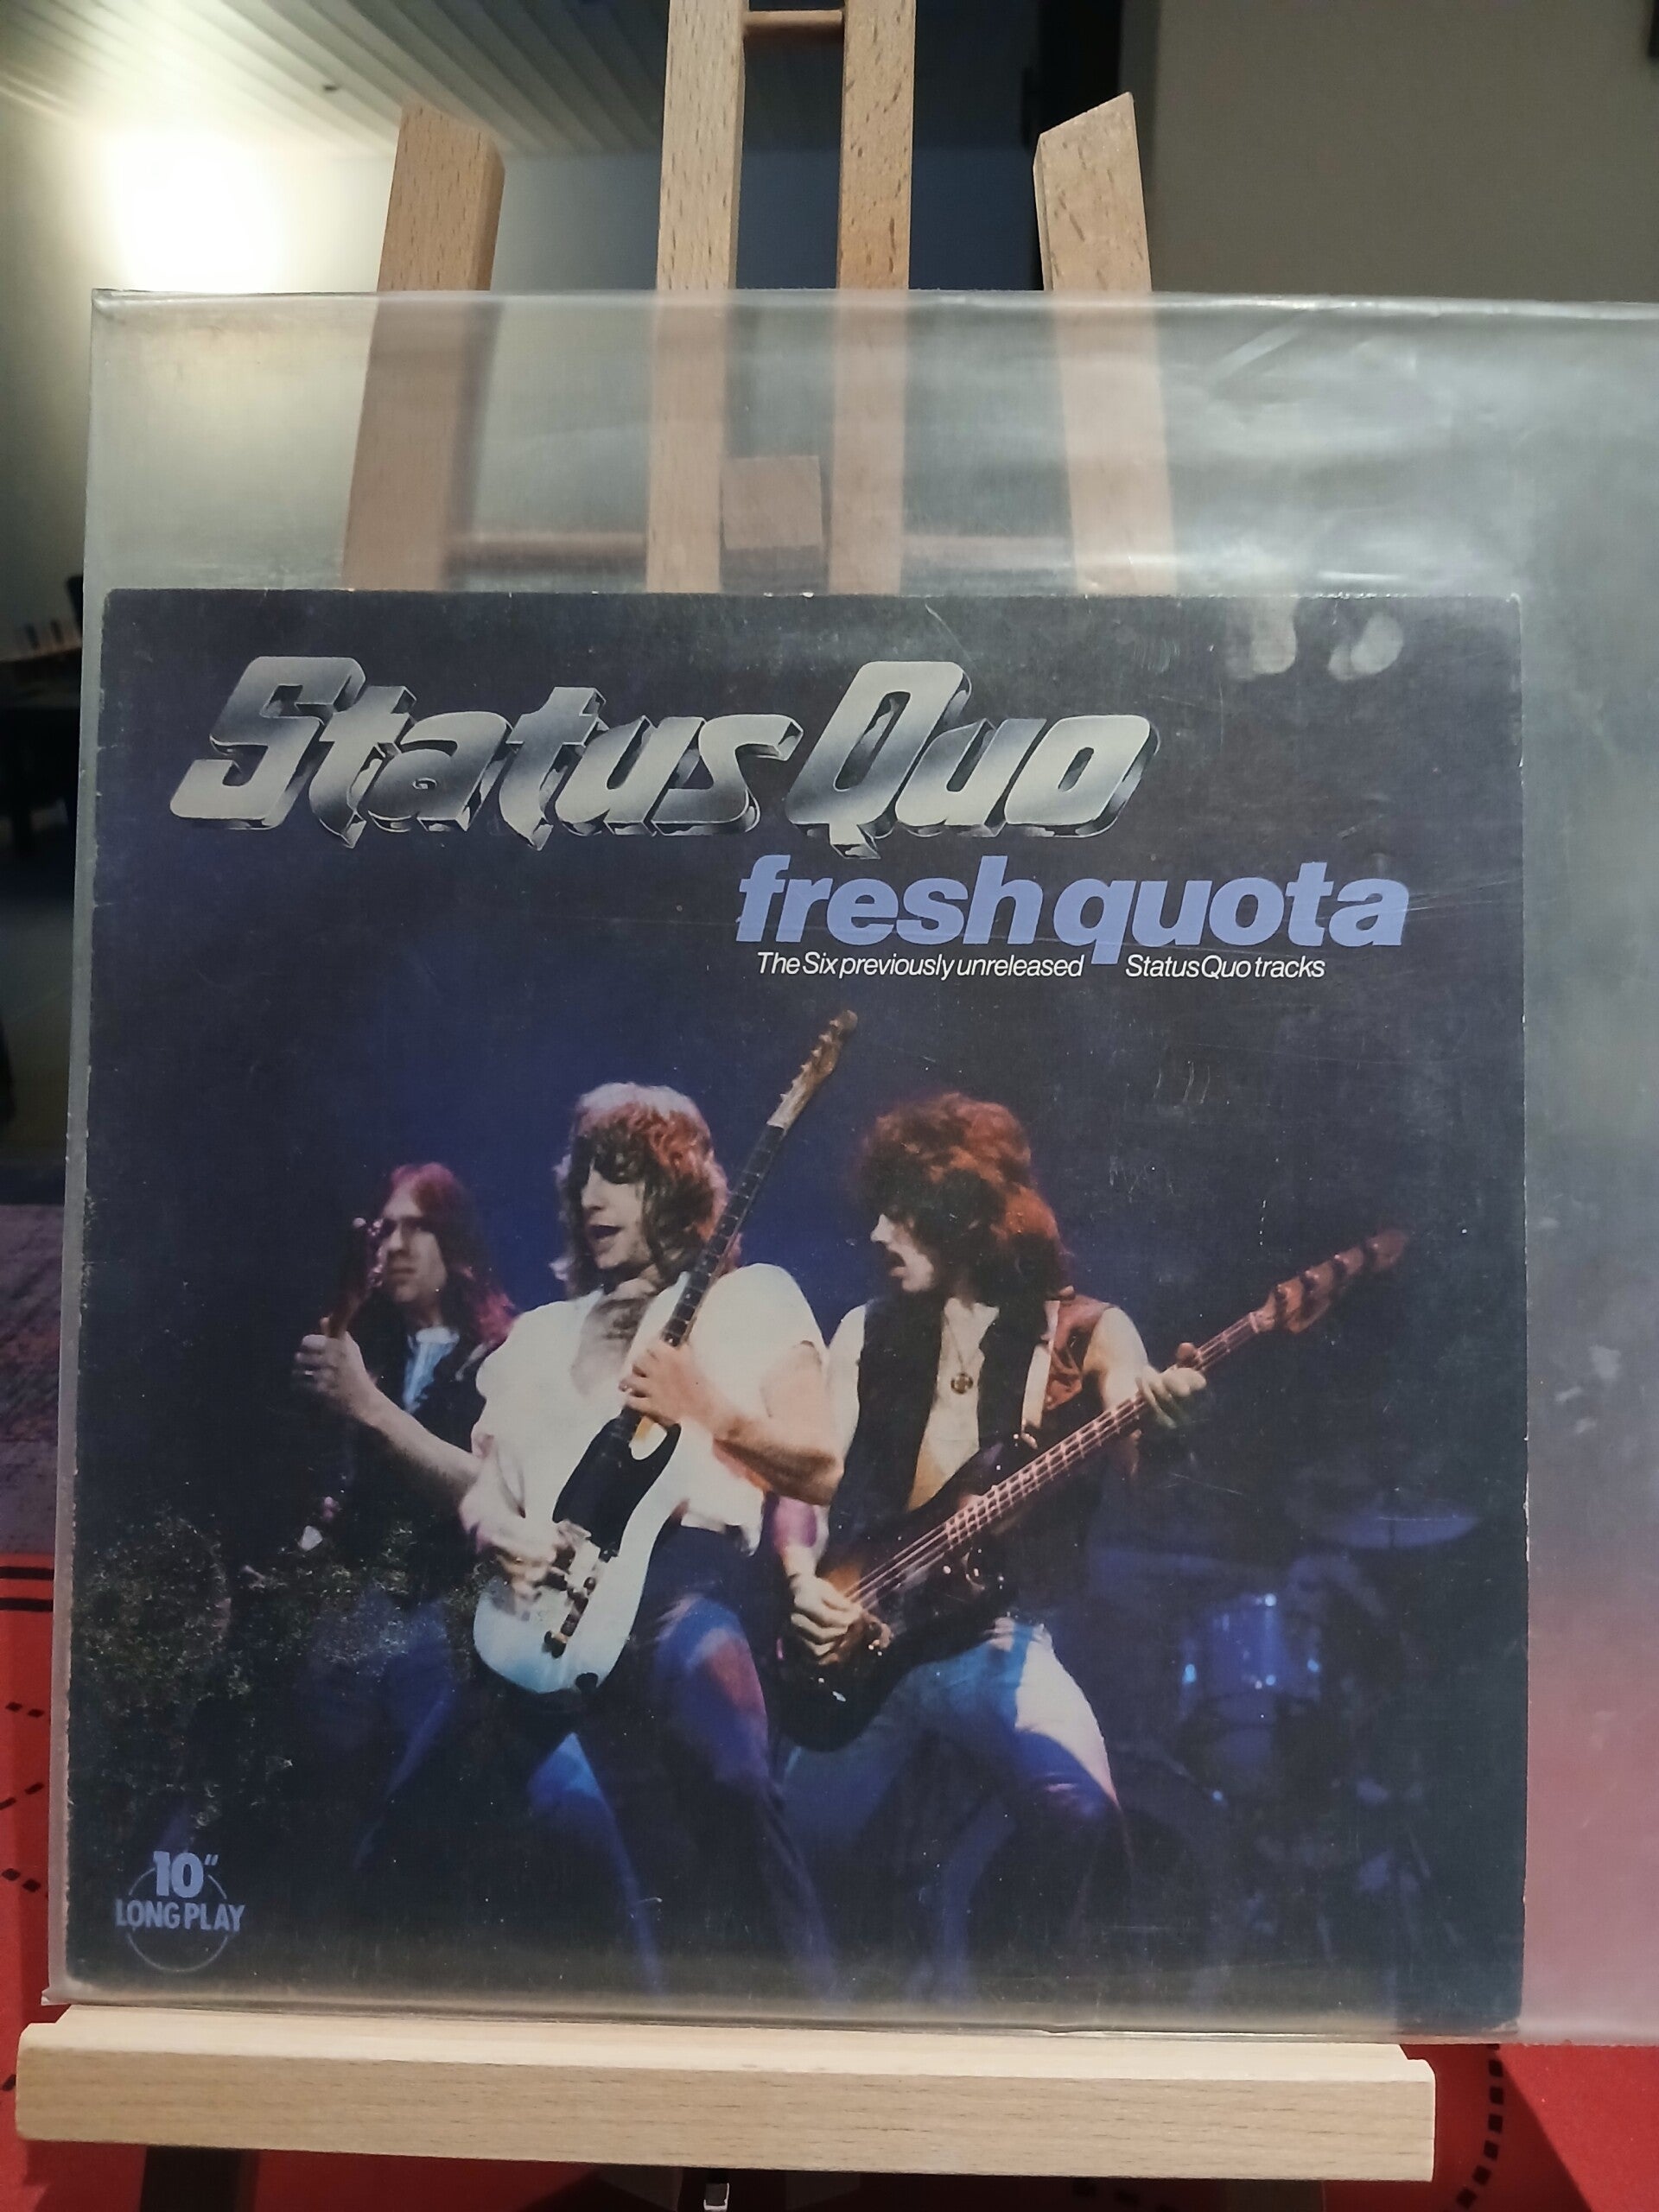 Status Quo
fresh quota
The Six previously unreleased Status Quo tracks
10"
LONG PLAY